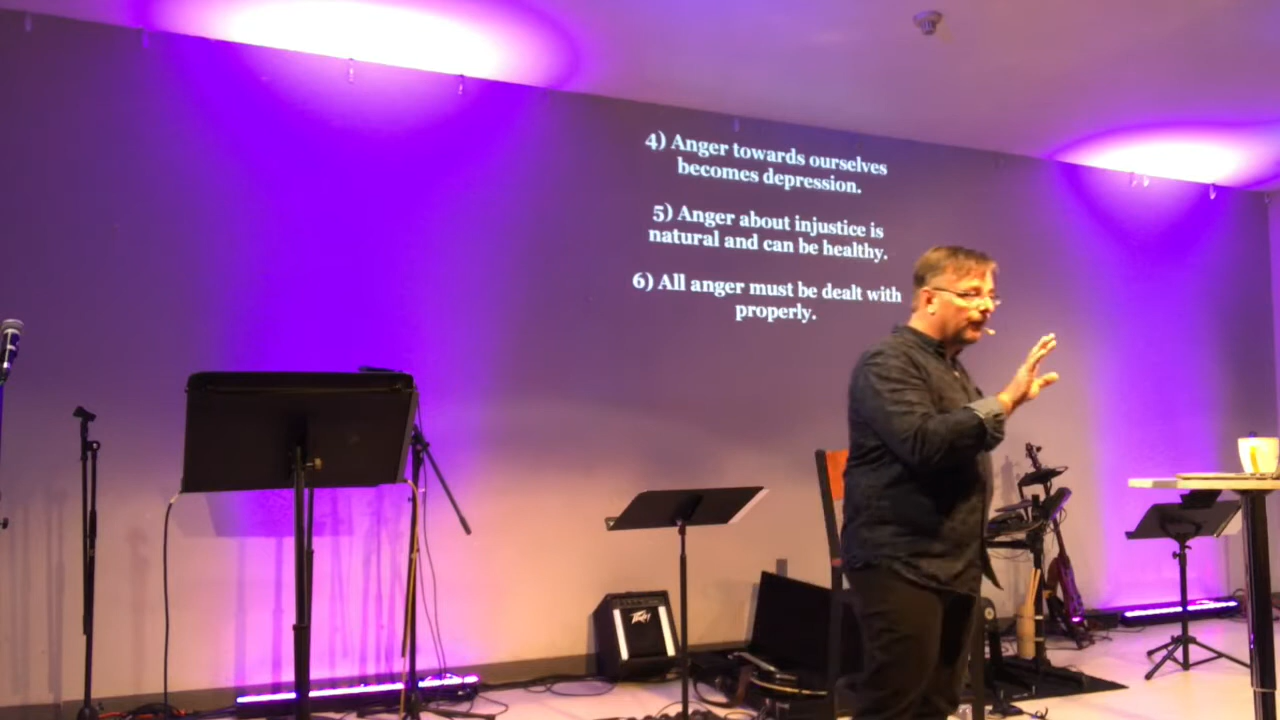 4) Anger towards ourselves
becomes depression.
5) Anger about injustice is
natural and can be healthy.
6) All anger must be dealt with
properly.
PEAVEY